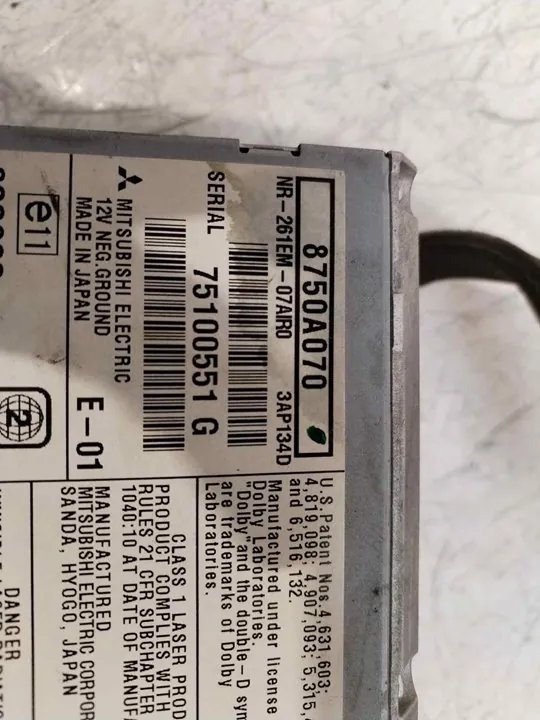 8750A070
NR-261EM-07AIR0 3AP134D
SERIAL 75100551 G
MITSUBISHI ELECTRIC
12V NEG.GROUND
MADE IN JAPAN
E-01
e11
2
U.S. Patent Nos.4,631,603;
4,819,098; 4,907,093; 5,315,
and 6,516,132.
Manufactured under license
Dolby Laboratories.
"Dolby"and the double-D sym
are trademarks of Dolby
Laboratories.
CLASS 1 LASER PROD
PRODUCT COMPLIES WITH
RULES 21 CFR SUBCHAPTER
1040:10 AT DATE OF MANUFA
MANUFACTURED
MITSUBISHI ELECTRIC CORPOR
SANDA, HYOGO, JAPAN
DANGER